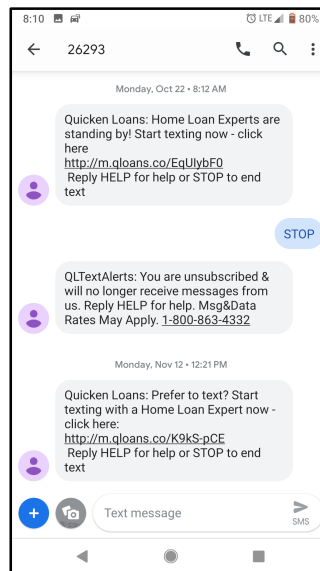 8:10 LTE 80%
26293
Monday, Oct 22 • 8:12 AM
Quicken Loans: Home Loan Experts are
standing by! Start texting now - click
here
http://m.qloans.co/EqUlybF0
Reply HELP for help or STOP to end
text
STOP
QLTextAlerts: You are unsubscribed &
will no longer receive messages from
us. Reply HELP for help. Msg&Data
Rates May Apply. 1-800-863-4332
Monday, Nov 12 • 12:21 PM
Quicken Loans: Prefer to text? Start
texting with a Home Loan Expert now -
click here:
http://m.qloans.co/K9kS-pCE
Reply HELP for help or STOP to end
text
Text message
SMS